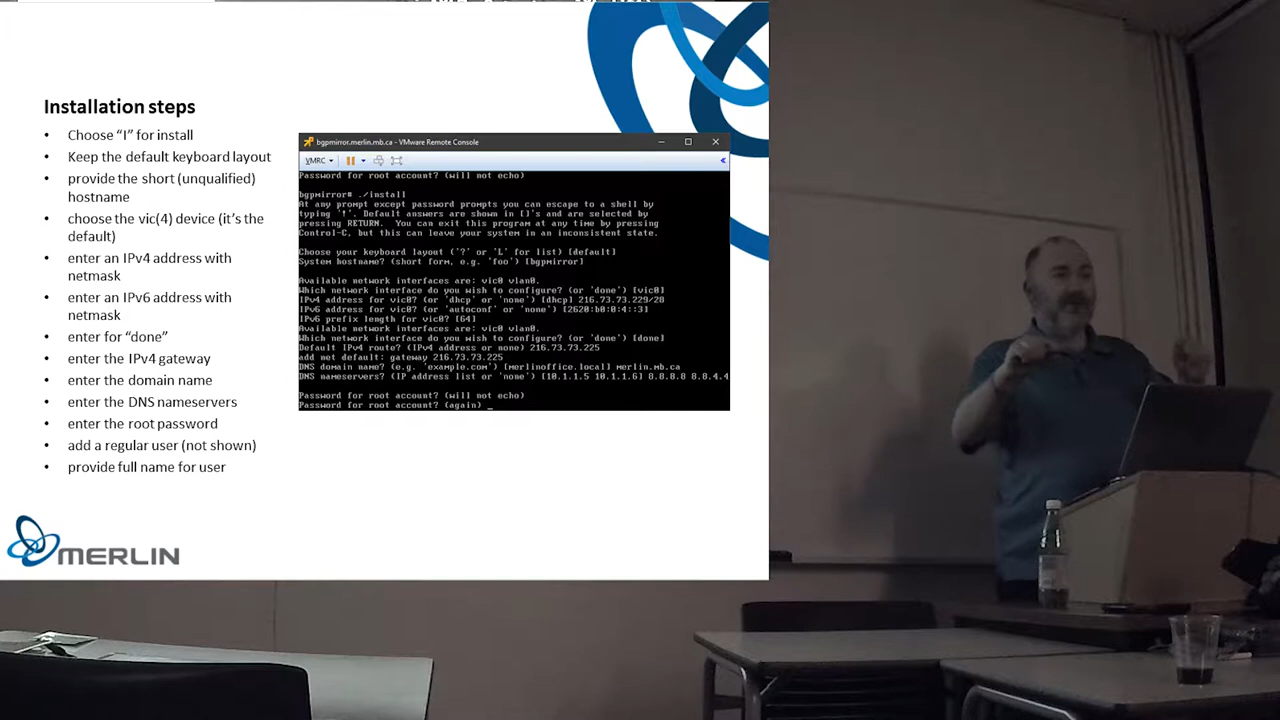 Installation steps
• Choose “I” for install
• Keep the default keyboard layout
• provide the short (unqualified)
hostname
• choose the vic(4) device (it’s the
default)
• enter an IPv4 address with
netmask
• enter an IPv6 address with
netmask
• enter for “done”
• enter the IPv4 gateway
• enter the domain name
• enter the DNS nameservers
• enter the root password
• add a regular user (not shown)
• provide full name for user
bgpmirror.merlin.mb.ca - VMware Remote Console
VMRC
Password for root account? (will not echo)
bgpmirror# ./install
At any prompt except password prompts you can escape to a shell by
typing '!'. Default answers are shown in []'s and are selected by
pressing RETURN. You can exit this program at any time by pressing
Control-C, but this can leave your system in an inconsistent state.
Choose your keyboard layout ('?' or 'L' for list) [default]
System hostname? (short form, e.g. 'foo') [bgpmirror]
Available network interfaces are: vic0 vlan0.
Which network interface do you wish to configure? (or 'done') [vic0]
IPv4 address for vic0? (or 'dhcp' or 'none') [dhcp] 216.73.73.229/28
IPv6 address for vic0? (or 'autoconf' or 'none') [2620:b0:0:4::3]
IPv6 prefix length for vic0? [64]
Available network interfaces are: vic0 vlan0.
Which network interface do you wish to configure? (or 'done') [done]
Default IPv4 route? (IPv4 address or none) 216.73.73.225
add net default: gateway 216.73.73.225
DNS domain name? (e.g. 'example.com') [merlinoffice.local] merlin.mb.ca
DNS nameservers? (IP address list or 'none') [10.1.1.5 10.1.1.6] 8.8.8.8 8.8.4.4
Password for root account? (will not echo)
Password for root account? (again) _
MERLIN